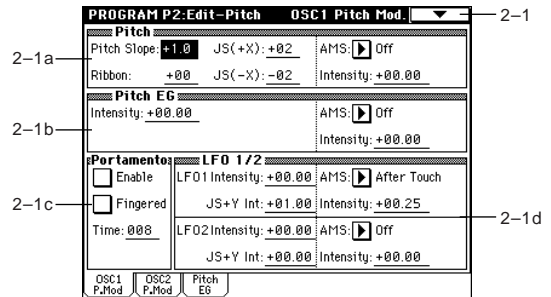 PROGRAM P2:Edit-Pitch OSC1 Pitch Mod. 2–1
Pitch
2–1a
Pitch Slope: +1.0 JS(+X): +02 AMS: Off
Ribbon: +00 JS(-X): -02 Intensity: +00.00
Pitch EG
2–1b
Intensity: +00.00 AMS: Off
Intensity: +00.00
Portamento LFO 1/2
Enable LFO1 Intensity: +00.00 AMS: After Touch
2–1c
Fingered JS+Y Int: +01.00 Intensity: +00.25
2–1d
Time: 008 LFO2 Intensity: +00.00 AMS: Off
JS+Y Int: +00.00 Intensity: +00.00
OSC1 P.Mod OSC2 P.Mod Pitch EG